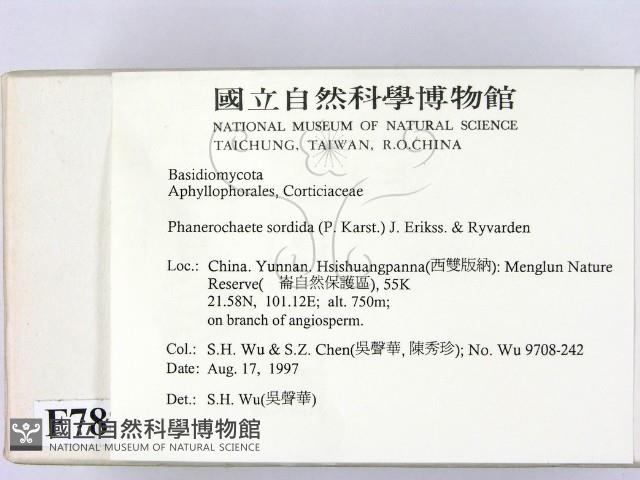 國立自然科學博物館
NATIONAL MUSEUM OF NATURAL SCIENCE
TAICHUNG, TAIWAN, R.O.CHINA
Basidiomycota
Aphyllophorales, Corticiaceae
Phanerochaete sordida (P. Karst.) J. Erikss. & Ryvarden
Loc.: China. Yunnan. Hsishuangpanna(西雙版納): Menglun Nature
Reserve( 崙自然保護區), 55K
21.58N, 101.12E; alt. 750m;
on branch of angiosperm.
Col.: S.H. Wu & S.Z. Chen(吳聲華, 陳秀珍); No. Wu 9708-242
Date: Aug. 17, 1997
Det.: S.H. Wu(吳聲華)
F78
國立自然科學博物館
NATIONAL MUSEUM OF NATURAL SCIENCE